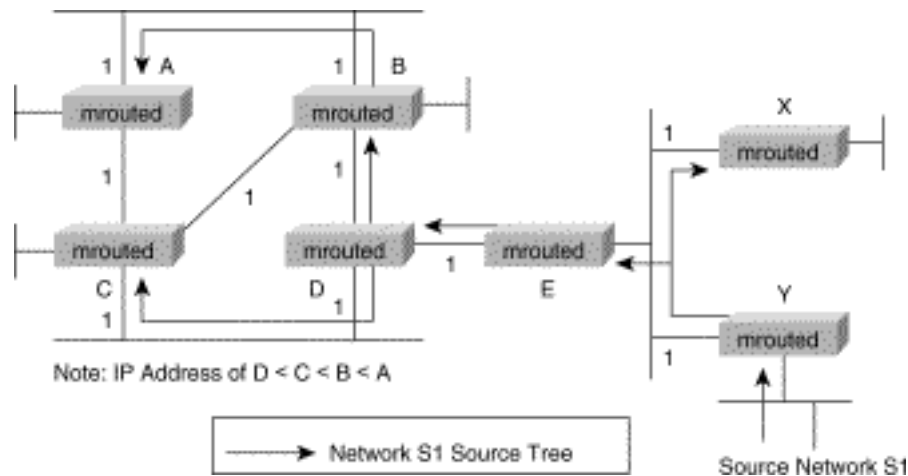 1 A 1 B
mrouted mrouted X
1 mrouted
1 1 1
mrouted mrouted mrouted
C D 1 E Y
1 1 mrouted
1
Note: IP Address of D < C < B < A
Network S1 Source Tree
Source Network S1